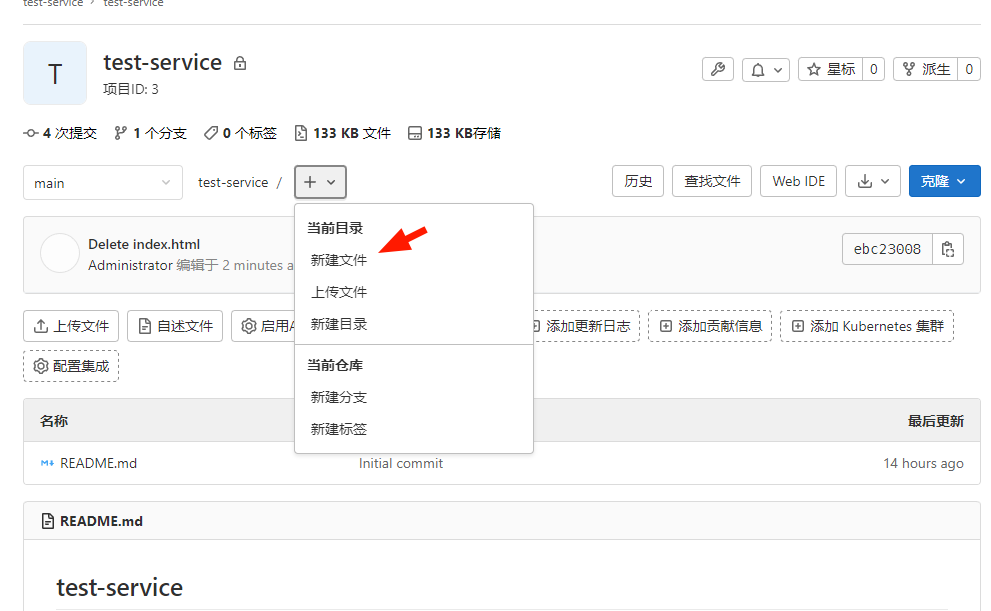 test-service › test-service
T
test-service
项目ID: 3
星标 0
派生 0
4 次提交 1 个分支 0 个标签 133 KB 文件 133 KB存储
main
test-service /
历史 查找文件 Web IDE 克隆
当前目录
新建文件
上传文件
新建目录
当前仓库
新建分支
新建标签
Delete index.html
Administrator 编辑于 2 minutes a
ebc23008
上传文件 自述文件 启用A 添加更新日志 添加贡献信息 添加 Kubernetes 集群
配置集成
名称 最后更新
README.md Initial commit 14 hours ago
README.md
test-service